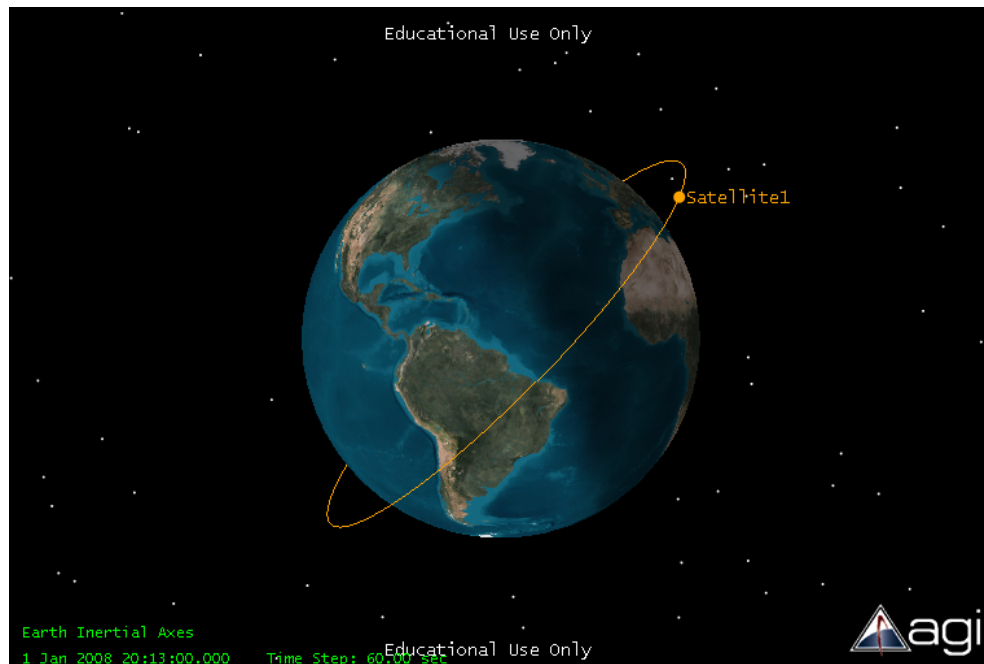 Educational Use Only
Satellite1
Earth Inertial Axes
1 Jan 2008 20:13:00.000 Time Step: 60.00 sec
Educational Use Only
agi